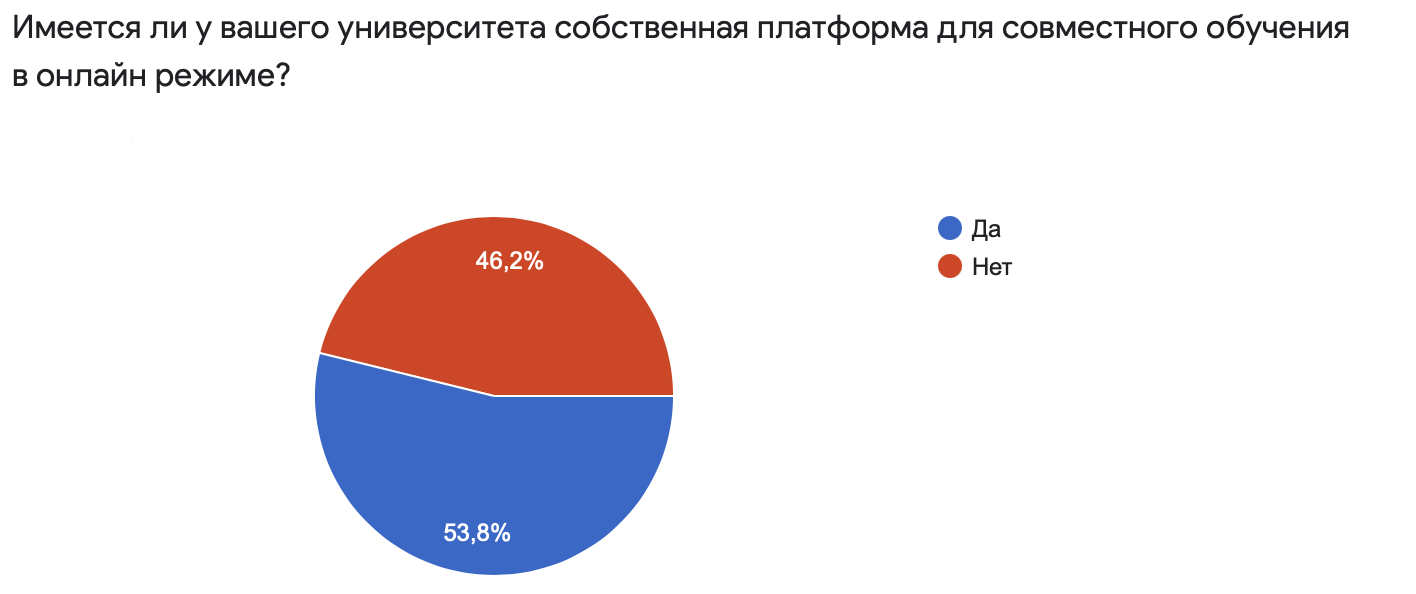 Имеется ли у вашего университета собственная платформа для совместного обучения
в онлайн режиме?
Да
Нет
46,2%
53,8%